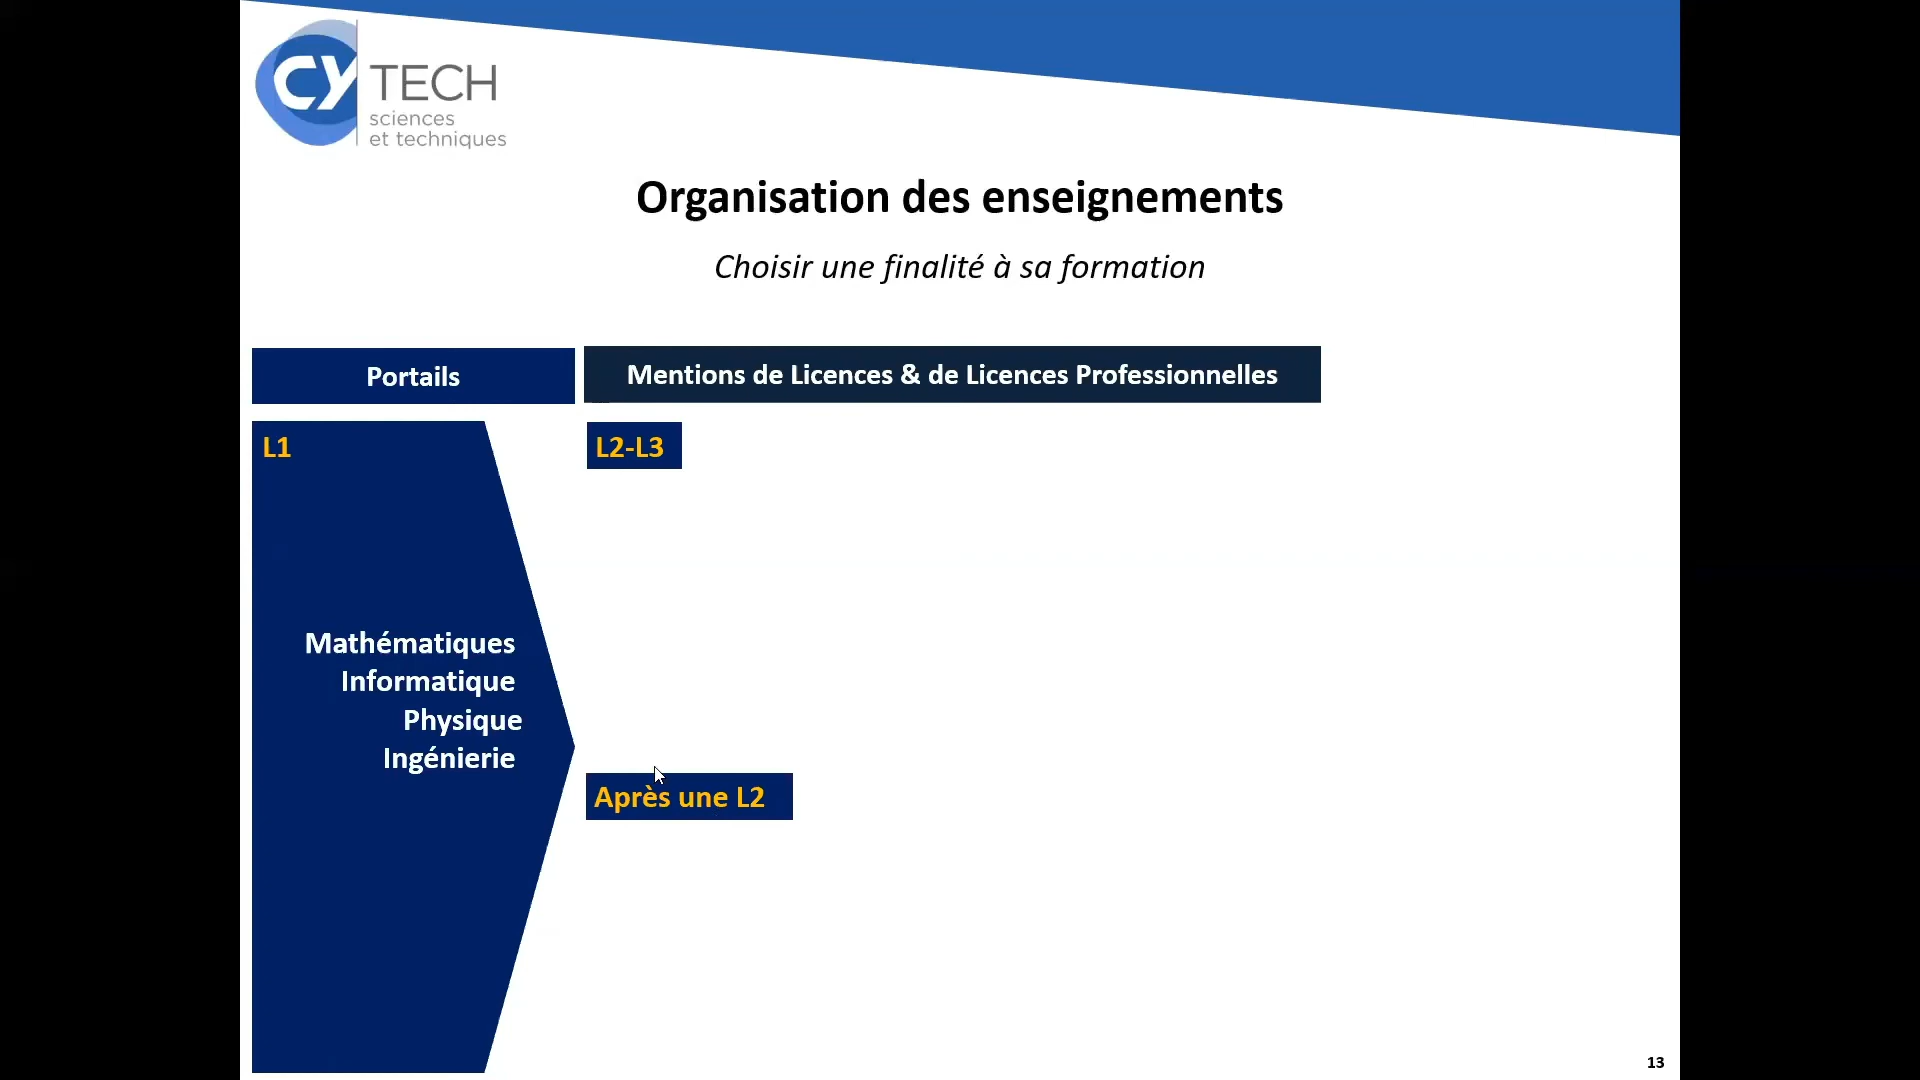 CY TECH
sciences
et techniques
Organisation des enseignements
Choisir une finalité à sa formation
Portails
Mentions de Licences & de Licences Professionnelles
L1
L2-L3
Mathématiques
Informatique
Physique
Ingénierie
Après une L2
13